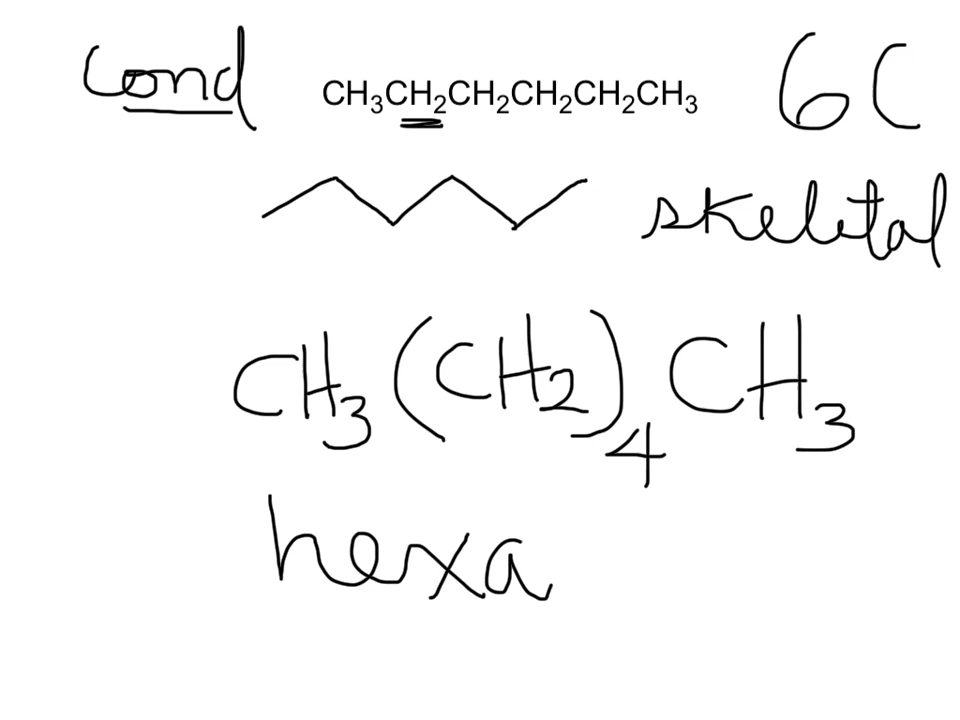 cond CH₃CH₂CH₂CH₂CH₂CH₃ 6C
skeletal
CH₃(CH₂)₄CH₃
hexa